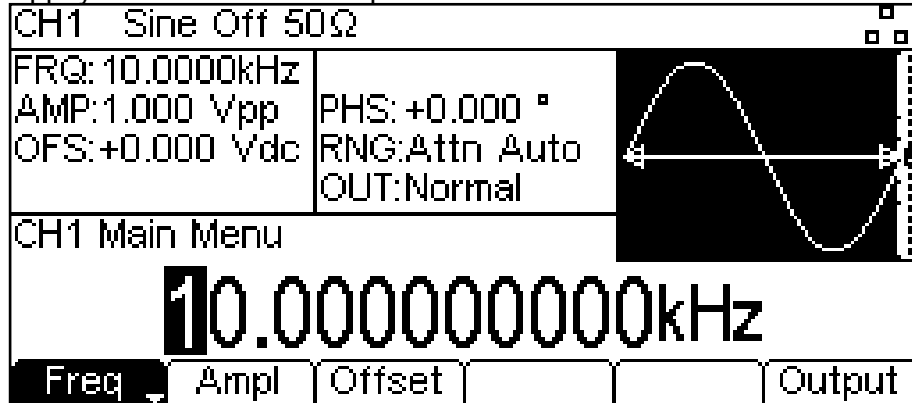 CH1 Sine Off 50Ω
FRQ:10.0000kHz
AMP:1.000 Vpp
OFS:+0.000 Vdc
PHS:+0.000 °
RNG:Attn Auto
OUT:Normal
CH1 Main Menu
10.000000000kHz
Freq Ampl Offset Output